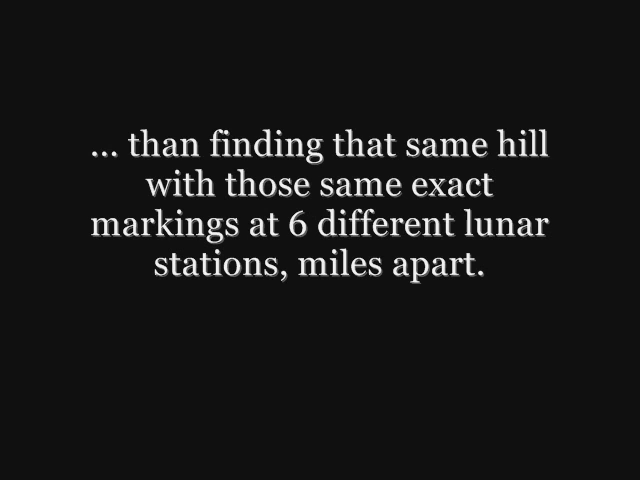 ... than finding that same hill
with those same exact
markings at 6 different lunar
stations, miles apart.